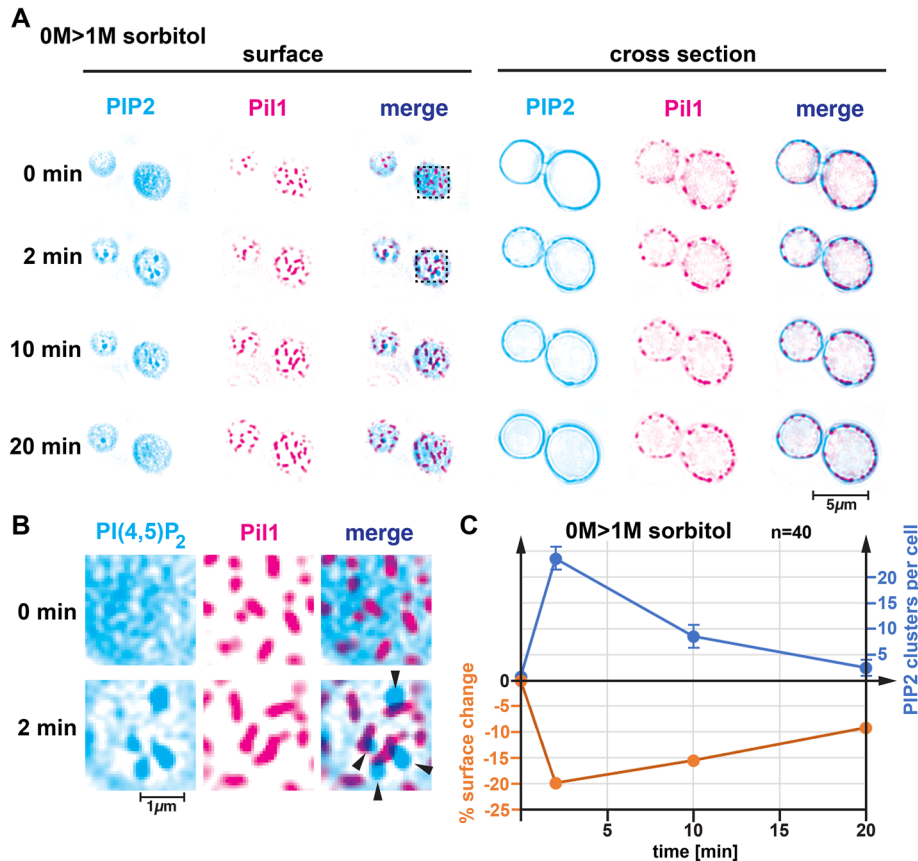 A
0M>1M sorbitol
surface
cross section
PIP2
Pil1
merge
PIP2
Pil1
merge
0 min
2 min
10 min
20 min
5µm
B
PI(4,5)P2
Pil1
merge
0 min
2 min
1µm
C
0M>1M sorbitol
n=40
20
15
10
5
PIP2 clusters per cell
0
-5
-10
-15
-20
-25
% surface change
5
10
15
20
time [min]